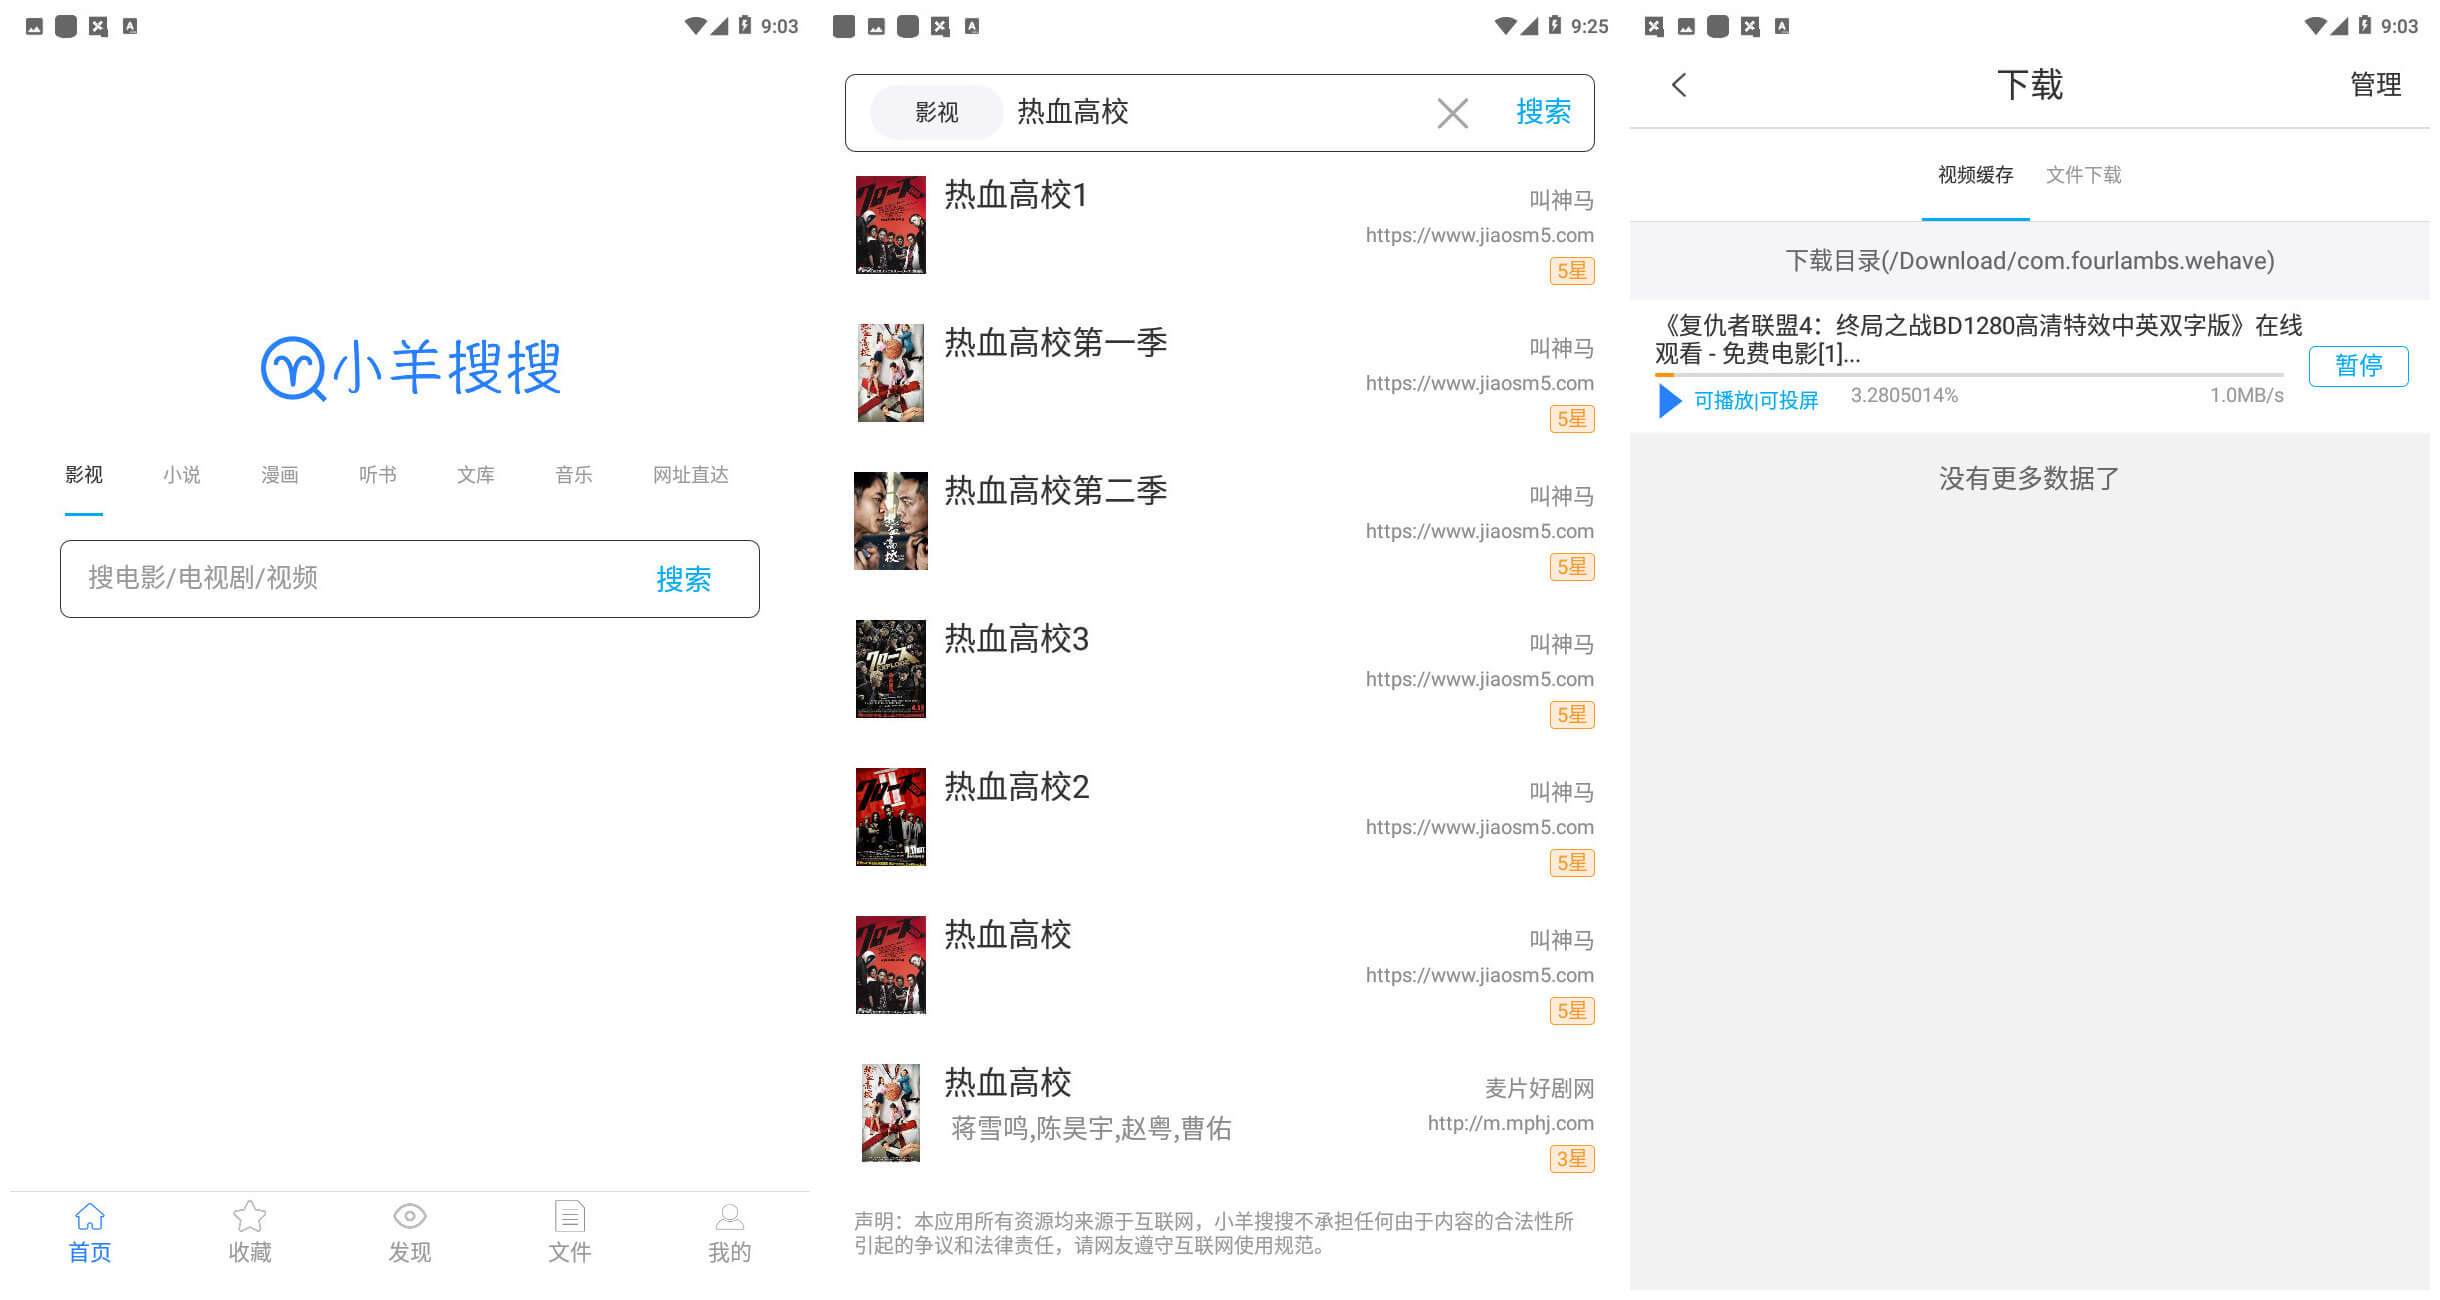 9:03
小羊搜搜
影视 小说 漫画 听书 文库 音乐 网址直达
搜电影/电视剧/视频 搜索
首页 收藏 发现 文件 我的
9:25
影视 热血高校 搜索
热血高校1 叫神马
https://www.jiaosm5.com
5星
热血高校第一季 叫神马
https://www.jiaosm5.com
5星
热血高校第二季 叫神马
https://www.jiaosm5.com
5星
热血高校3 叫神马
https://www.jiaosm5.com
5星
热血高校2 叫神马
https://www.jiaosm5.com
5星
热血高校 叫神马
https://www.jiaosm5.com
5星
热血高校 麦片好剧网
蒋雪鸣,陈昊宇,赵粤,曹佑 http://m.mphj.com
3星
声明：本应用所有资源均来源于互联网，小羊搜搜不承担任何由于内容的合法性所
引起的争议和法律责任，请网友遵守互联网使用规范。
9:03
下载 管理
视频缓存 文件下载
下载目录(/Download/com.fourlambs.wehave)
《复仇者联盟4：终局之战BD1280高清特效中英双字版》在线
观看 - 免费电影[1]...
暂停
可播放|可投屏 3.2805014% 1.0MB/s
没有更多数据了